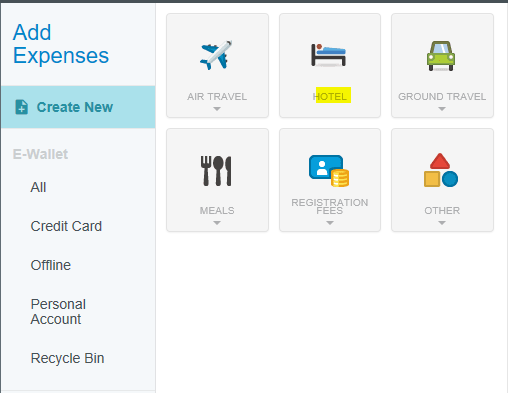 Add
Expenses
Create New
E-Wallet
All
Credit Card
Offline
Personal
Account
Recycle Bin
AIR TRAVEL
HOTEL
GROUND TRAVEL
MEALS
REGISTRATION
FEES
OTHER